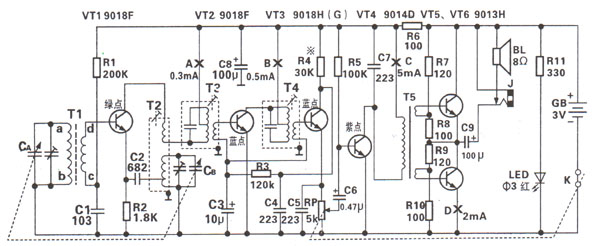 VT1 9018F VT2 9018F VT3 9018H (G) VT4 9014D VT5、VT6 9013H
R1
200K
绿点
T1
a
b
d
c
CA
C1
103
C2
682
R2
1.8K
T2
CB
A
0.3mA
T3
蓝点
C8
100μ
B
0.5mA
T4
蓝点
※
R4
30K
R3
120k
C3
10μ
C4
223
C5
223
RP
5k
R5
100K
紫点
C6
0.47μ
C7
223
C
5mA
T5
R6
100
R7
120
R8
100
R9
120
R10
100
D
2mA
C9
100μ
BL
8Ω
J
R11
330
LED
Φ3 红
GB
3V
K